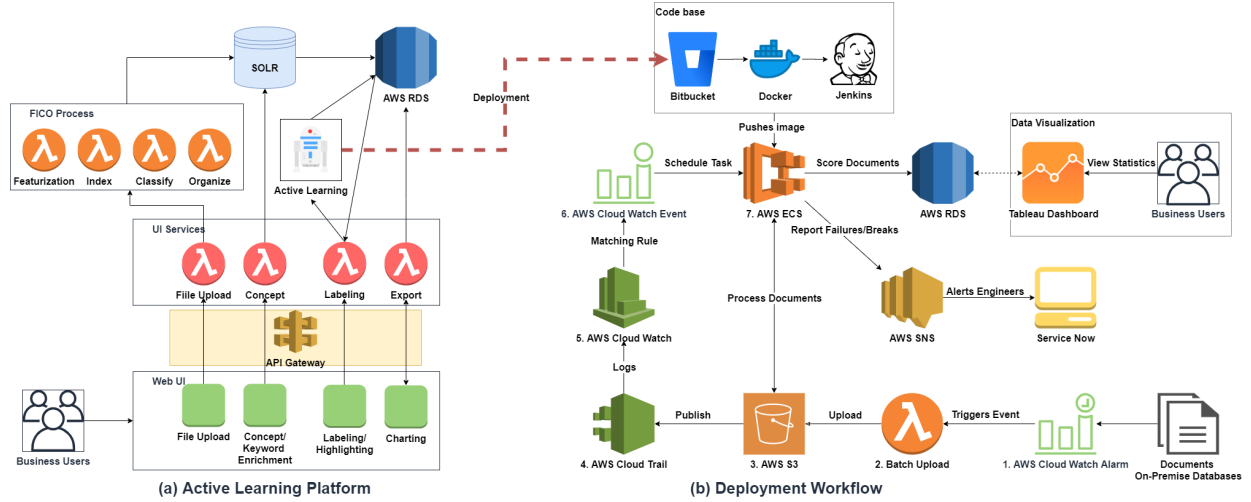 Code base
SOLR
AWS RDS
Deployment
Bitbucket
Docker
Jenkins
FICO Process
Featurization
Index
Classify
Organize
Active Learning
Pushes image
Data Visualization
Schedule Task
Score Documents
View Statistics
6. AWS Cloud Watch Event
7. AWS ECS
AWS RDS
Tableau Dashboard
Business Users
UI Services
Matching Rule
Report Failures/Breaks
Fiile Upload
Concept
Labeling
Export
Process Documents
Alerts Engineers
5. AWS Cloud Watch
AWS SNS
Service Now
API Gateway
Logs
Web UI
Publish
Upload
Triggers Event
File Upload
Concept/
Keyword
Enrichment
Labeling/
Highlighting
Charting
Business Users
4. AWS Cloud Trail
3. AWS S3
2. Batch Upload
1. AWS Cloud Watch Alarm
Documents
On-Premise Databases
(a) Active Learning Platform
(b) Deployment Workflow